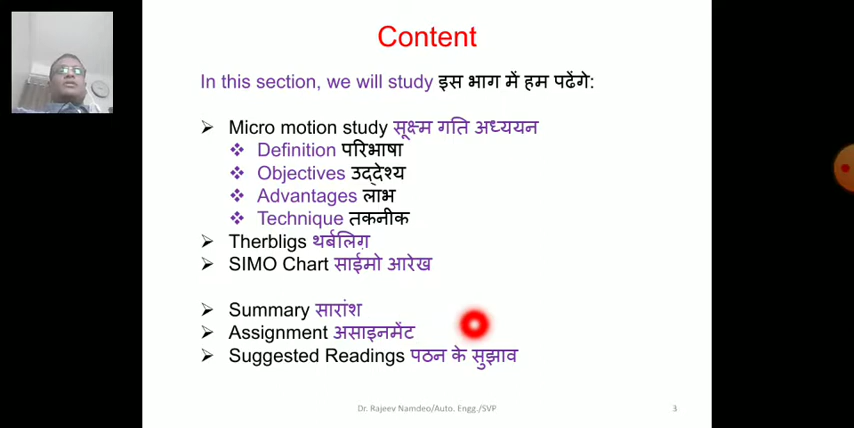 Content
In this section, we will study इस भाग में हम पढेंगे:
➢ Micro motion study सूक्ष्म गति अध्ययन
❖ Definition परिभाषा
❖ Objectives उद्देश्य
❖ Advantages लाभ
❖ Technique तकनीक
➢ Therbligs थर्बलिग़
➢ SIMO Chart साईमो आरेख
➢ Summary सारांश
➢ Assignment असाइनमेंट
➢ Suggested Readings पठन के सुझाव
Dr. Rajeev Namdeo/Auto. Engg./SVP
3